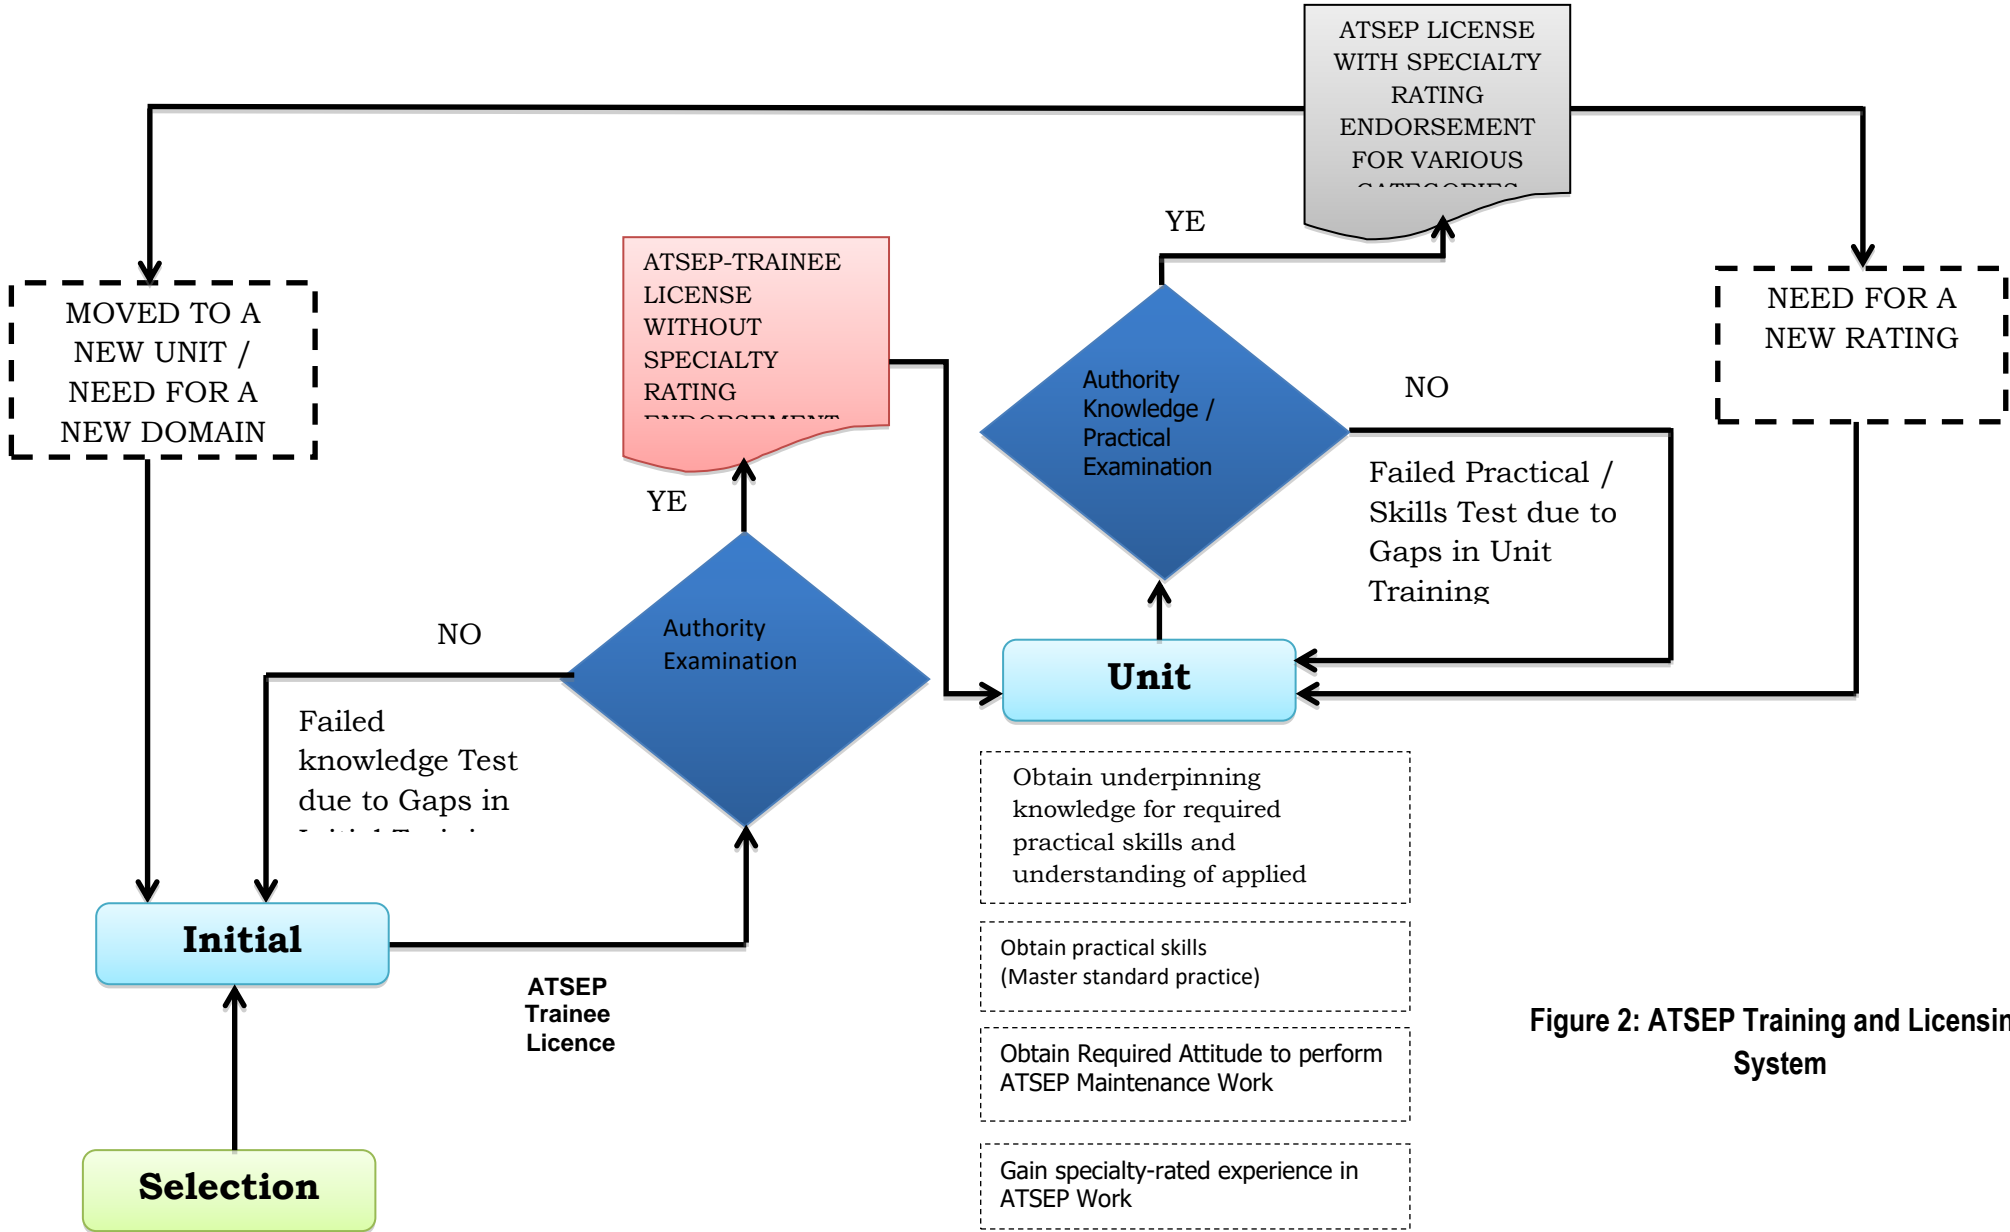 ATSEP LICENSE
WITH SPECIALTY
RATING
ENDORSEMENT
FOR VARIOUS
YE
MOVED TO A
NEW UNIT /
NEED FOR A
NEW DOMAIN
ATSEP-TRAINEE
LICENSE
WITHOUT
SPECIALTY
RATING
YE
Authority
Knowledge /
Practical
Examination
NO
Failed Practical /
Skills Test due to
Gaps in Unit
Training
NEED FOR A
NEW RATING
NO
Authority
Examination
Failed
knowledge Test
due to Gaps in
Unit
Obtain underpinning
knowledge for required
practical skills and
understanding of applied
Initial
ATSEP
Trainee
Licence
Obtain practical skills
(Master standard practice)
Obtain Required Attitude to perform
ATSEP Maintenance Work
Gain specialty-rated experience in
ATSEP Work
Selection
Figure 2: ATSEP Training and Licensin
System